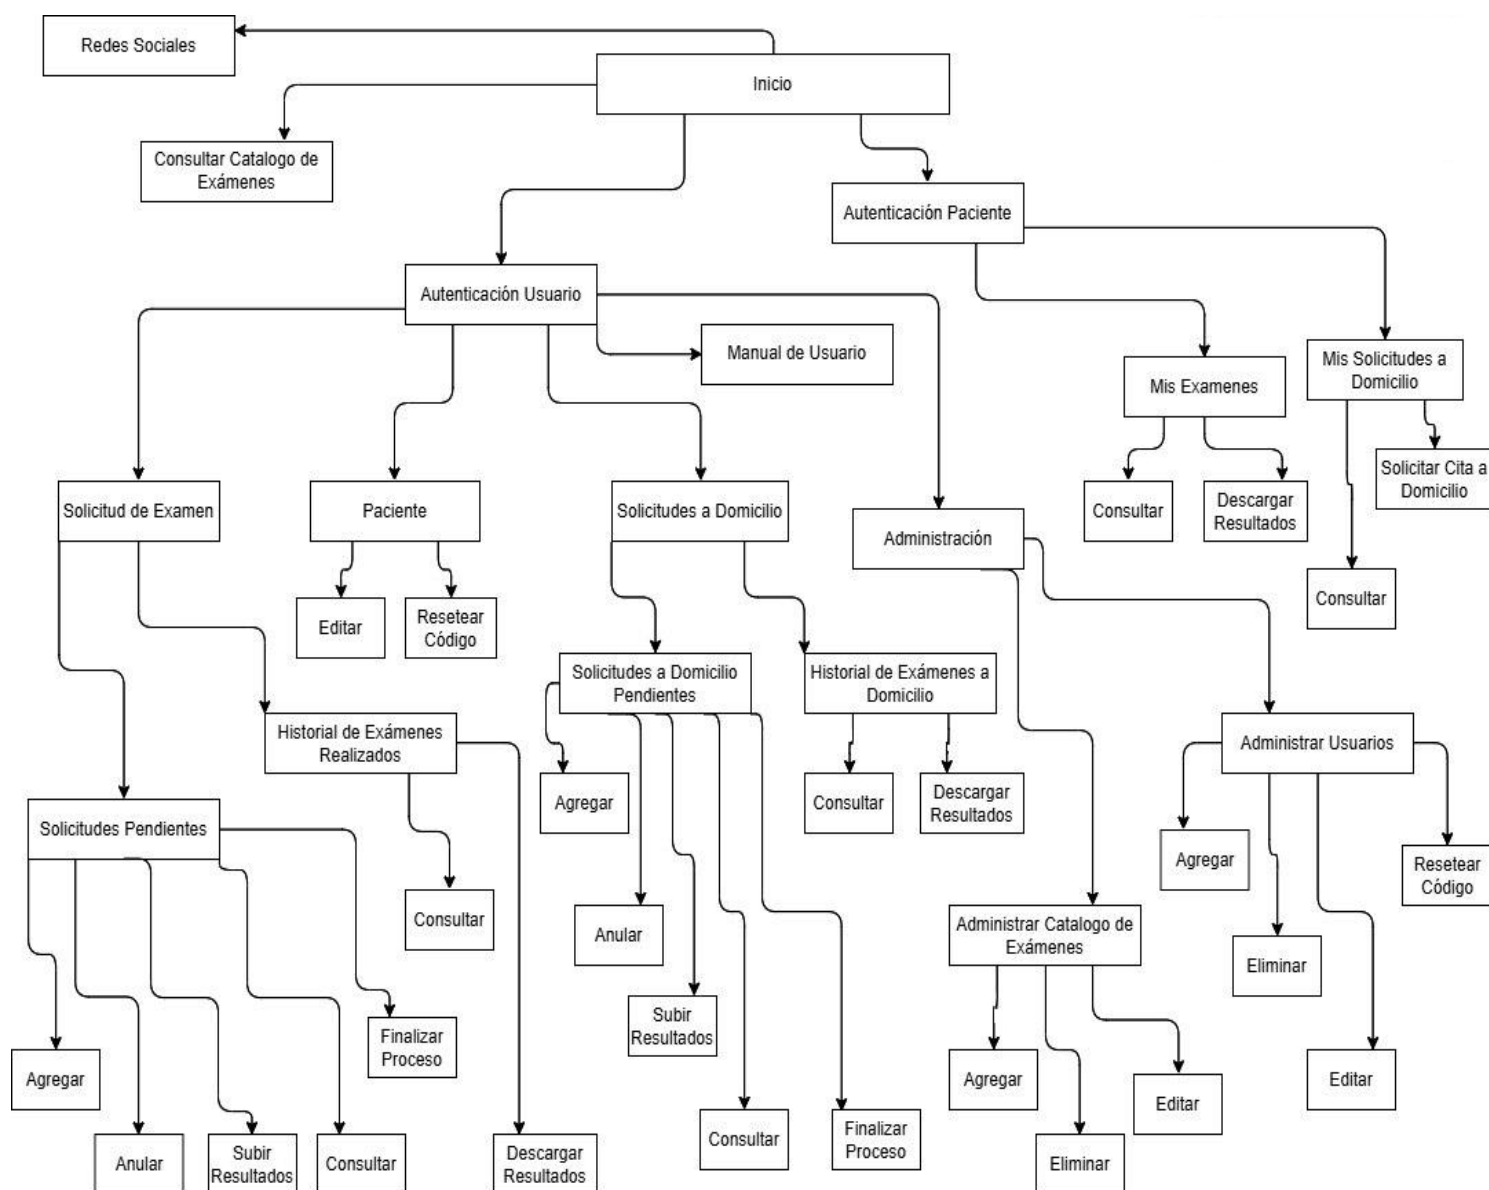 Redes Sociales
Inicio
Consultar Catalogo de
Exámenes
Autenticación Paciente
Autenticación Usuario
Manual de Usuario
Mis Solicitudes a
Domicilio
Mis Examenes
Solicitar Cita a
Domicilio
Solicitud de Examen
Paciente
Solicitudes a Domicilio
Consultar
Descargar
Resultados
Administración
Consultar
Editar
Resetear
Código
Solicitudes a Domicilio
Pendientes
Historial de Exámenes a
Domicilio
Historial de Exámenes
Realizados
Administrar Usuarios
Agregar
Consultar
Descargar
Resultados
Solicitudes Pendientes
Agregar
Resetear
Código
Consultar
Anular
Administrar Catalogo de
Exámenes
Eliminar
Subir
Resultados
Finalizar
Proceso
Agregar
Agregar
Editar
Editar
Consultar
Finalizar
Proceso
Anular
Subir
Resultados
Consultar
Descargar
Resultados
Eliminar